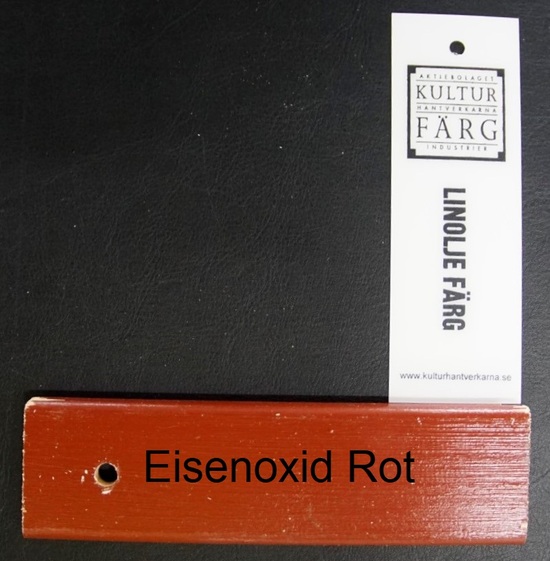 AKTIEBOLAGET
KULTUR
HANTVERKARNA
FÄRG
INDUSTRIER
LINOLJE FÄRG
www.kulturhantverkarna.se
Eisenoxid Rot